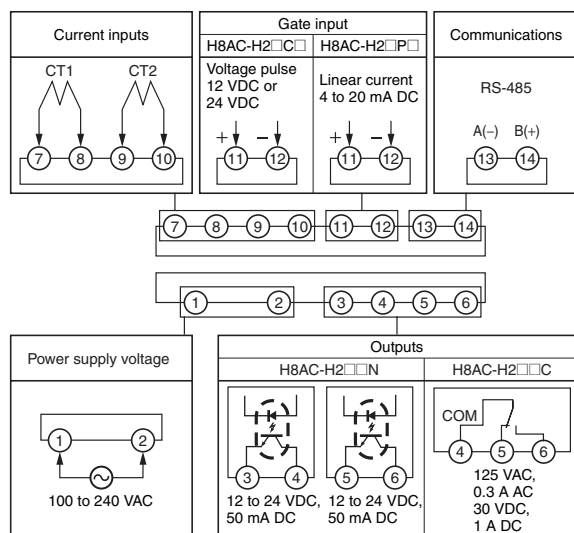 Current inputs
CT1 CT2
7 8 9 10
Gate input
H8AC-H2□C□ H8AC-H2□P□
Voltage pulse
12 VDC or
24 VDC
+ −
11 12
Linear current
4 to 20 mA DC
+ −
11 12
Communications
RS-485
A(-) B(+)
13 14
7 8 9 10 11 12 13 14
1 2 3 4 5 6
Power supply voltage
1 2
100 to 240 VAC
Outputs
H8AC-H2□□N H8AC-H2□□C
3 4
12 to 24 VDC,
50 mA DC
5 6
12 to 24 VDC,
50 mA DC
COM
4 5 6
125 VAC,
0.3 A AC
30 VDC,
1 A DC